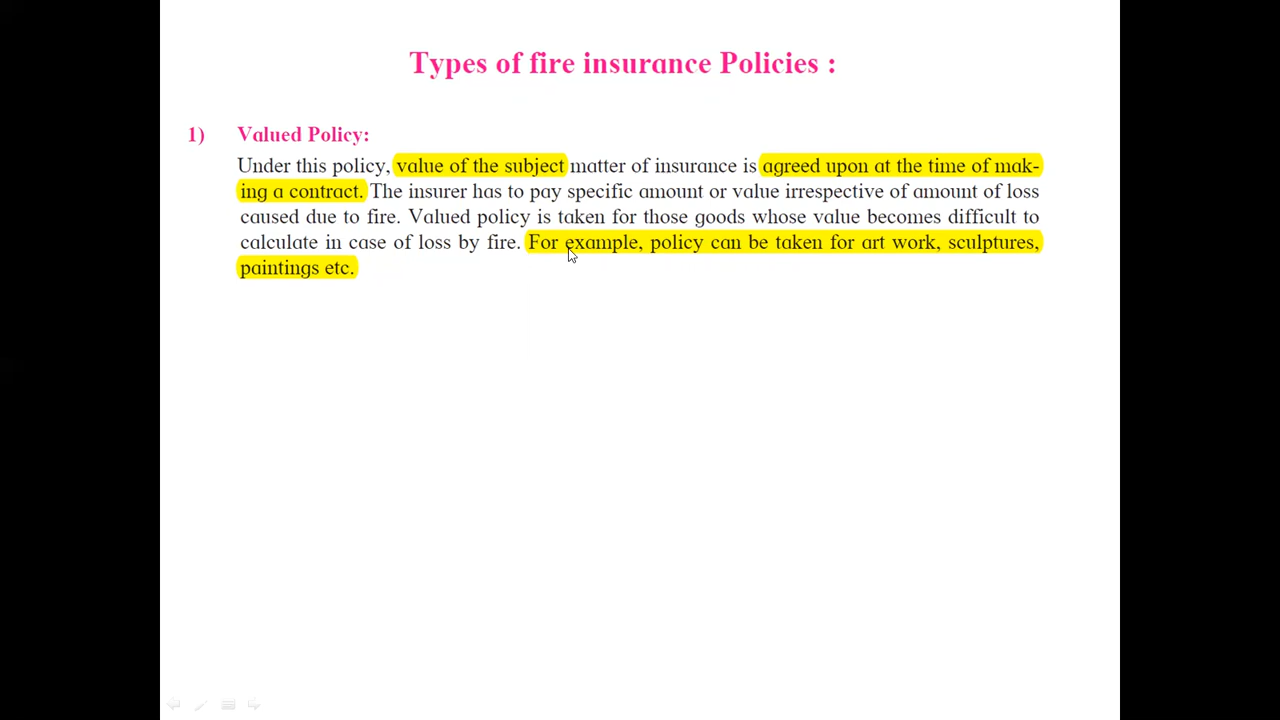 Types of fire insurance Policies :
1) Valued Policy:
Under this policy, value of the subject matter of insurance is agreed upon at the time of mak-
ing a contract. The insurer has to pay specific amount or value irrespective of amount of loss
caused due to fire. Valued policy is taken for those goods whose value becomes difficult to
calculate in case of loss by fire. For example, policy can be taken for art work, sculptures,
paintings etc.